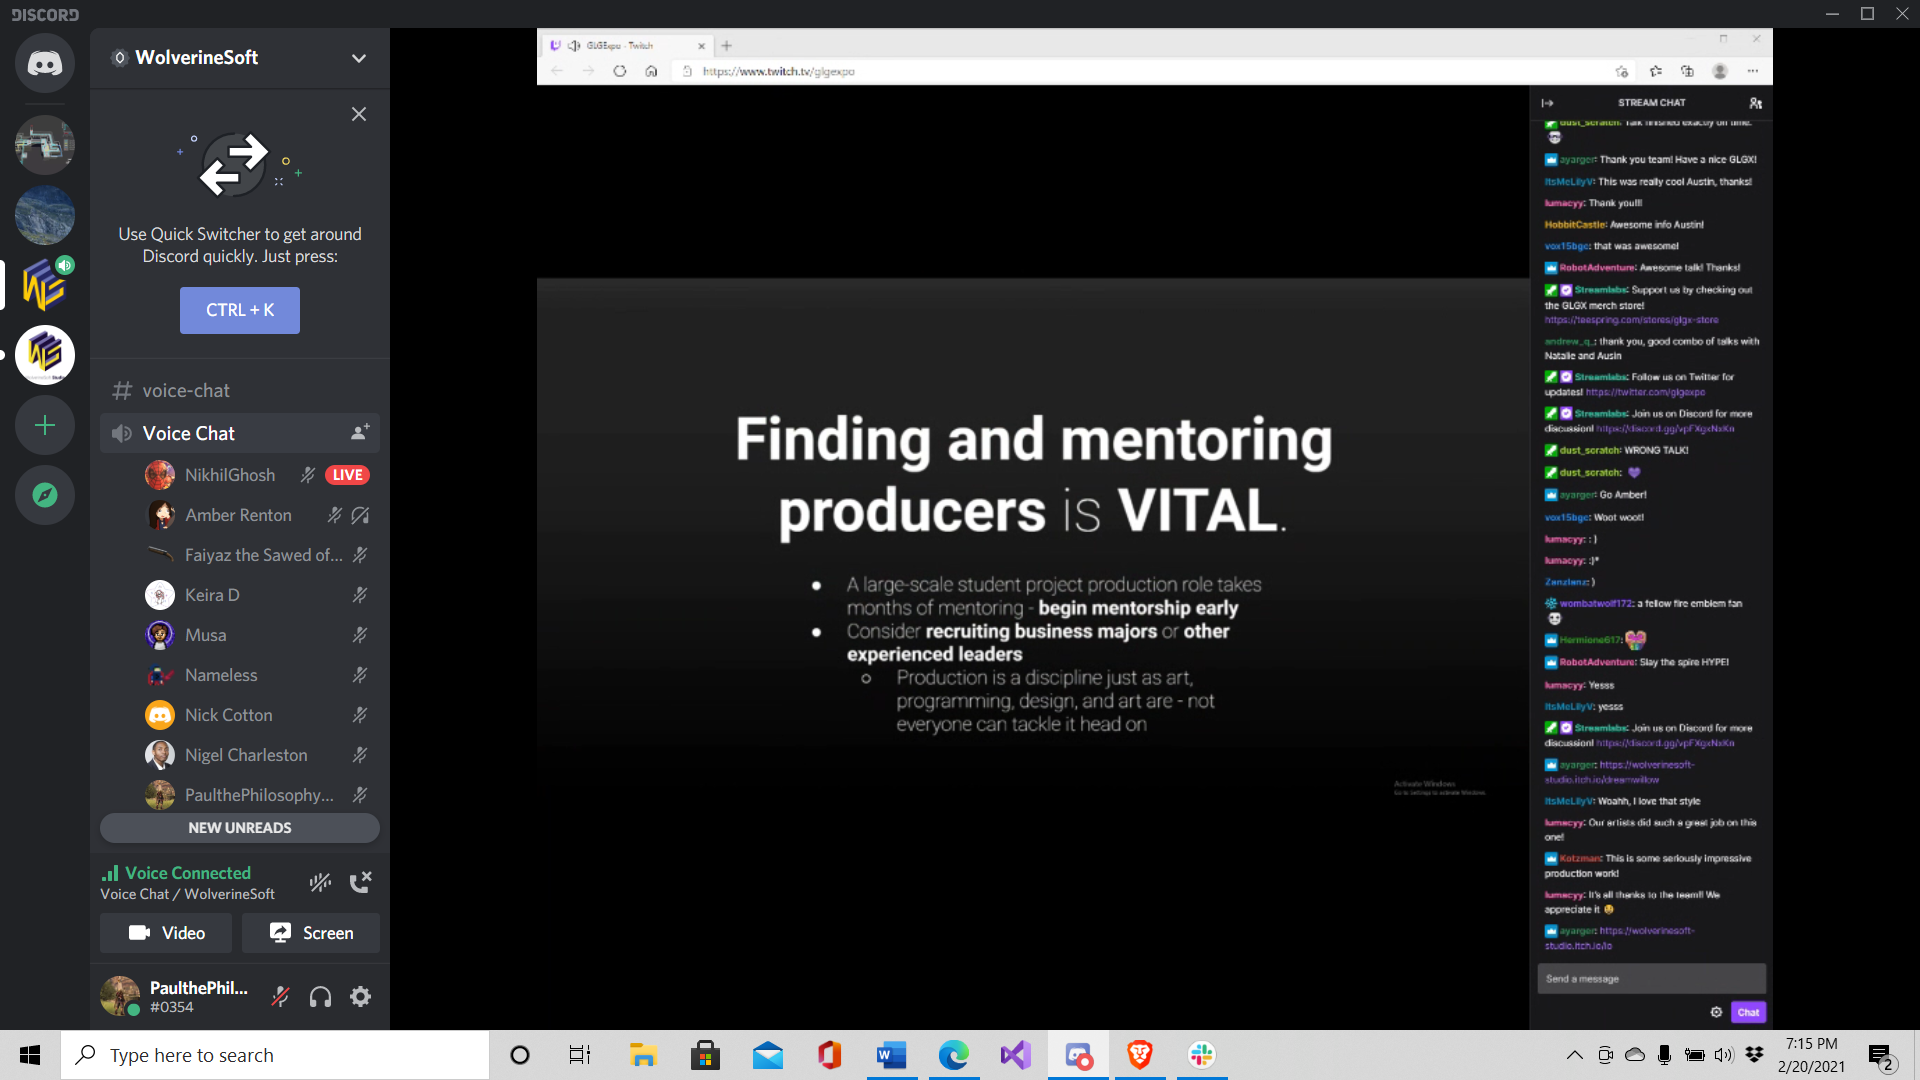 DISCORD
WolverineSoft
Use Quick Switcher to get around
Discord quickly. Just press:
CTRL + K
voice-chat
Voice Chat
NikhilGhosh LIVE
Amber Renton
Faiyaz the Sawed of...
Keira D
Musa
Nameless
Nick Cotton
Nigel Charleston
PaulthePhilosophy...
NEW UNREADS
Voice Connected
Voice Chat / WolverineSoft
Video Screen
PaulthePhil...
#0354
GLGExpo - Twitch
https://www.twitch.tv/glgexpo
Finding and mentoring
producers is VITAL.
A large-scale student project production role takes
months of mentoring - begin mentorship early
Consider recruiting business majors or other
experienced leaders
Production is a discipline just as art,
programming, design, and art are - not
everyone can tackle it head on
Activate Windows
Go to Settings to activate Windows.
STREAM CHAT
dust_scratch: Talk finished exactly on time.
ayarger: Thank you team! Have a nice GLGX!
ItsMeLilyV: This was really cool Austin, thanks!
lumacyy: Thank you!!!
HobbitCastle: Awesome info Austin!
vox15bgc: that was awesome!
RobotAdventure: Awesome talk! Thanks!
Streamlabs: Support us by checking out
the GLGX merch store!
https://teespring.com/stores/glgx-store
andrew_q_: thank you, good combo of talks with
Natalie and Ausin
Streamlabs: Follow us on Twitter for
updates! https://twitter.com/glgexpo
Streamlabs: Join us on Discord for more
discussion! https://discord.gg/vpFXgxNxKn
dust_scratch: WRONG TALK!
dust_scratch:
ayarger: Go Amber!
vox15bgc: Woot woot!
lumacyy: : )
lumacyy: :)*
Zanzlanz: )
wombatwolf172: a fellow fire emblem fan
Hermione617:
RobotAdventure: Slay the spire HYPE!
lumacyy: Yesss
ItsMeLilyV: yesss
Streamlabs: Join us on Discord for more
discussion! https://discord.gg/vpFXgxNxKn
ayarger: https://wolverinesoft-
studio.itch.io/dreamwillow
ItsMeLilyV: Woahh, I love that style
lumacyy: Our artists did such a great job on this
one!
Kotzman: This is some seriously impressive
production work!
lumacyy: It's all thanks to the team!! We
appreciate it
ayarger: https://wolverinesoft-
studio.itch.io/io
Send a message
Chat
Type here to search
7:15 PM
2/20/2021
2